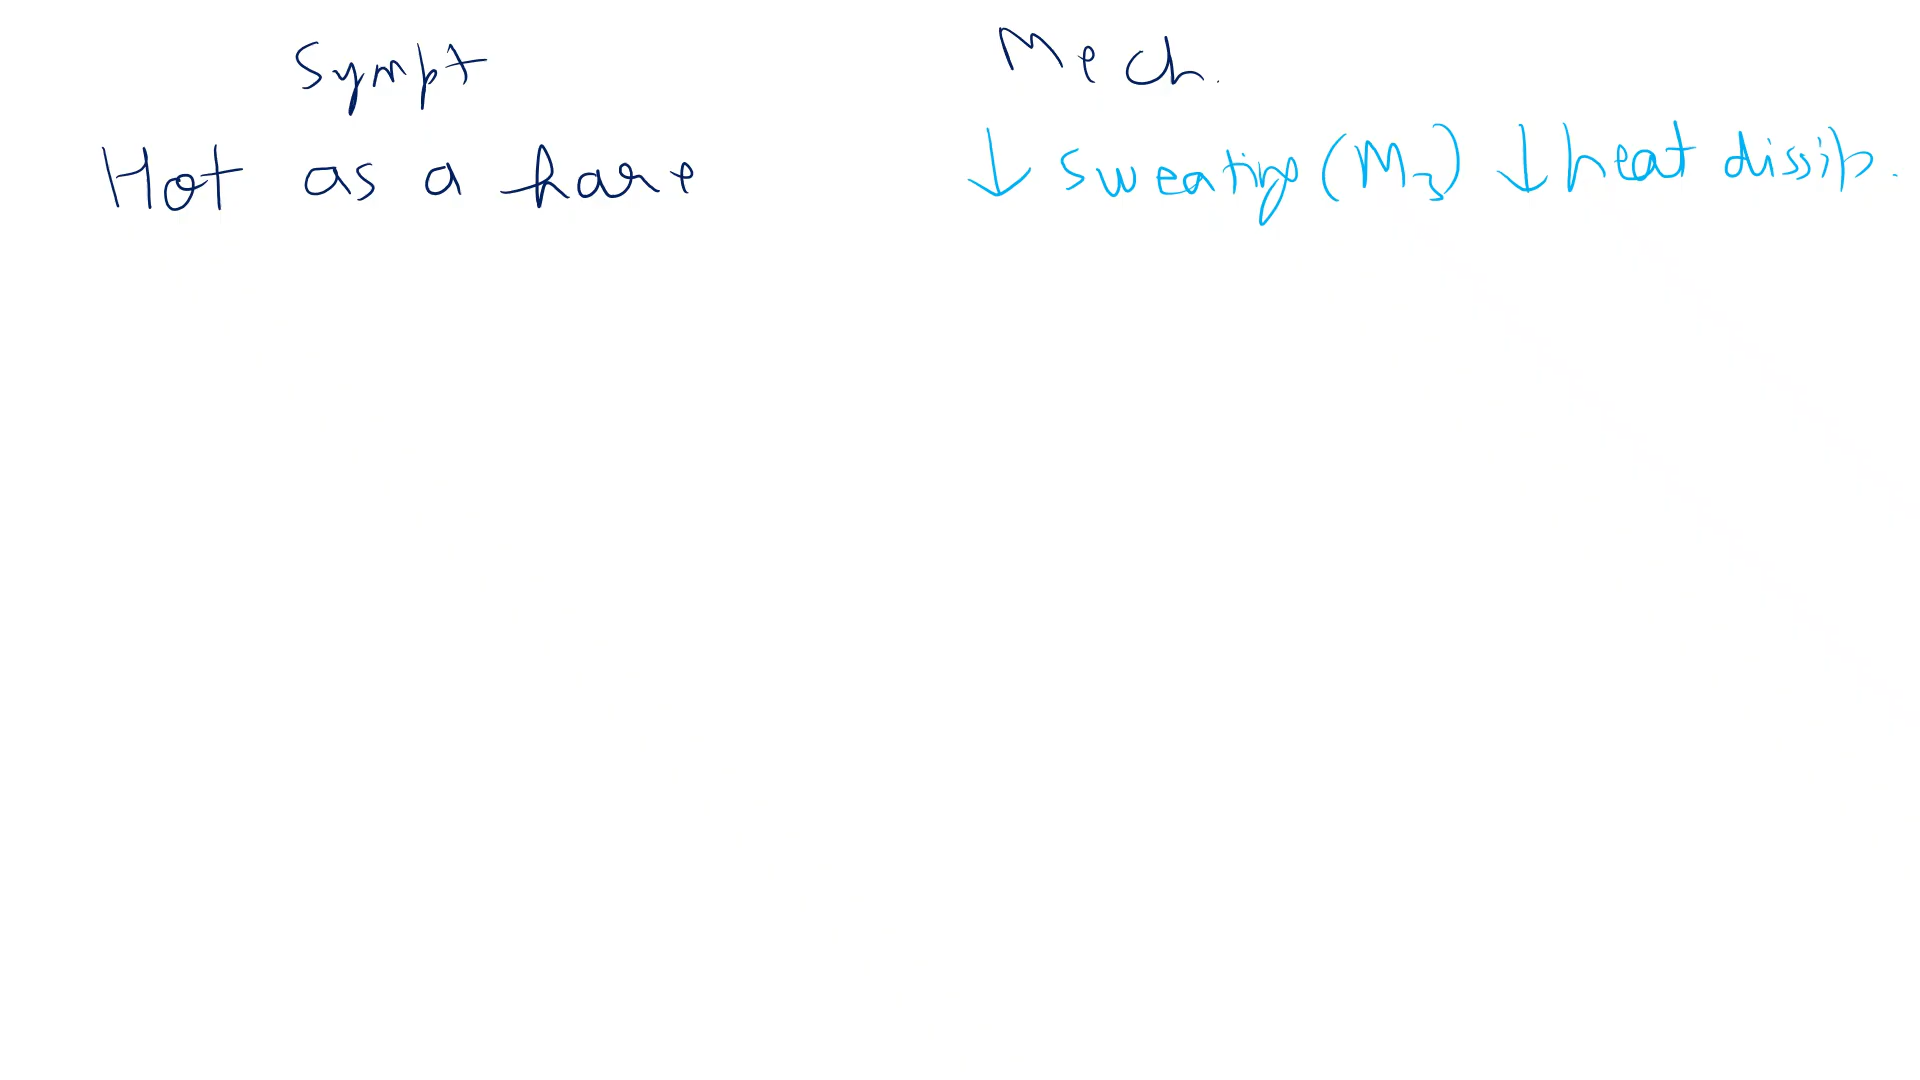 Sympt Mech.
Hot as a hare ↓ sweating (M3) ↓ heat dissip.